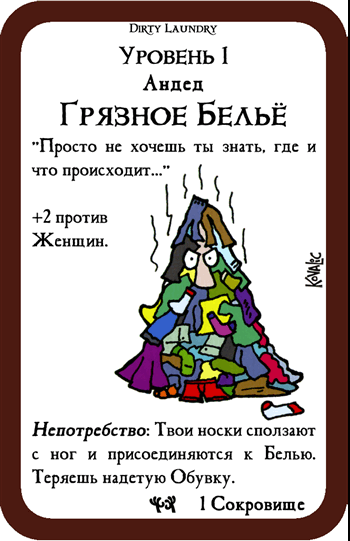 Dirty Laundry
Уровень 1
Андед
Грязное Бельё
"Просто не хочешь ты знать, где и
что происходит..."
+2 против
Женщин.
Kovalic
Непотребство: Твои носки сползают
с ног и присоединяются к Белью.
Теряешь надетую Обувку.
1 Сокровище